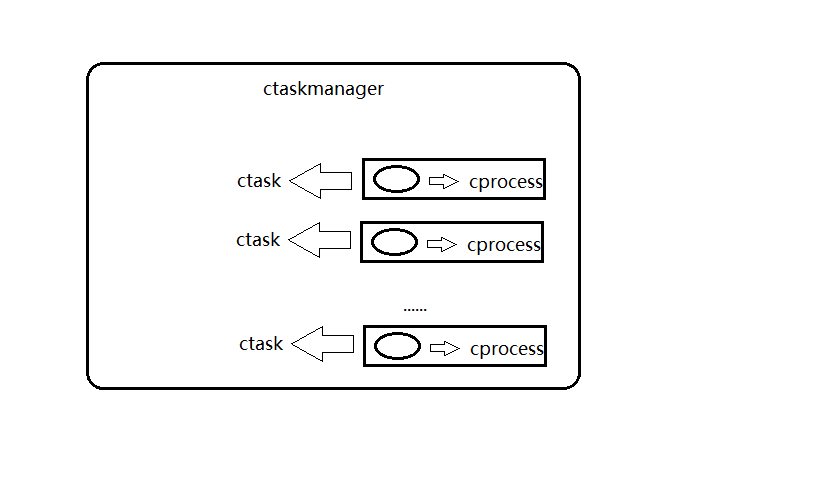 ctaskmanager
ctask cprocess
ctask cprocess
......
ctask cprocess